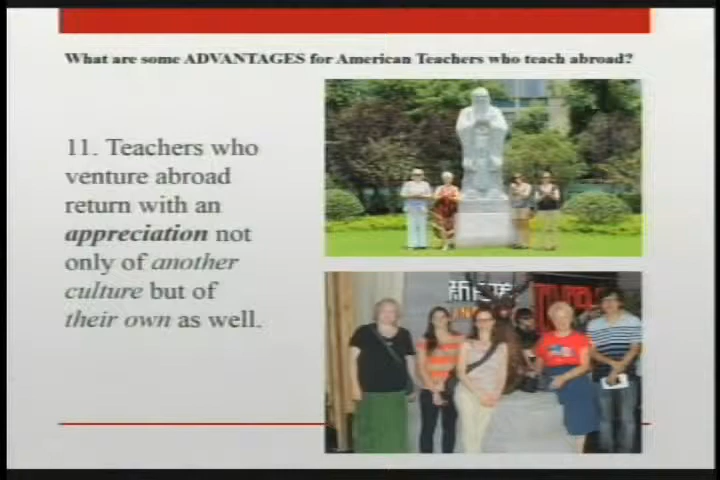 What are some ADVANTAGES for American Teachers who teach abroad?
11. Teachers who
venture abroad
return with an
appreciation not
only of another
culture but of
their own as well.